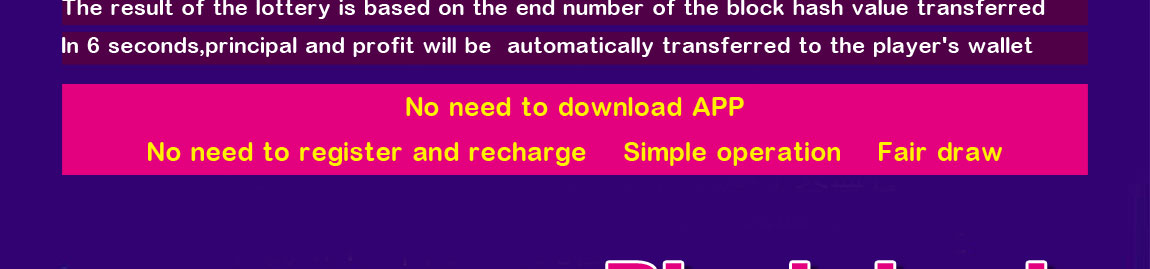 The result of the lottery is based on the end number of the block hash value transferred
In 6 seconds,principal and profit will be  automatically transferred to the player's wallet
No need to download APP
No need to register and recharge    Simple operation    Fair draw